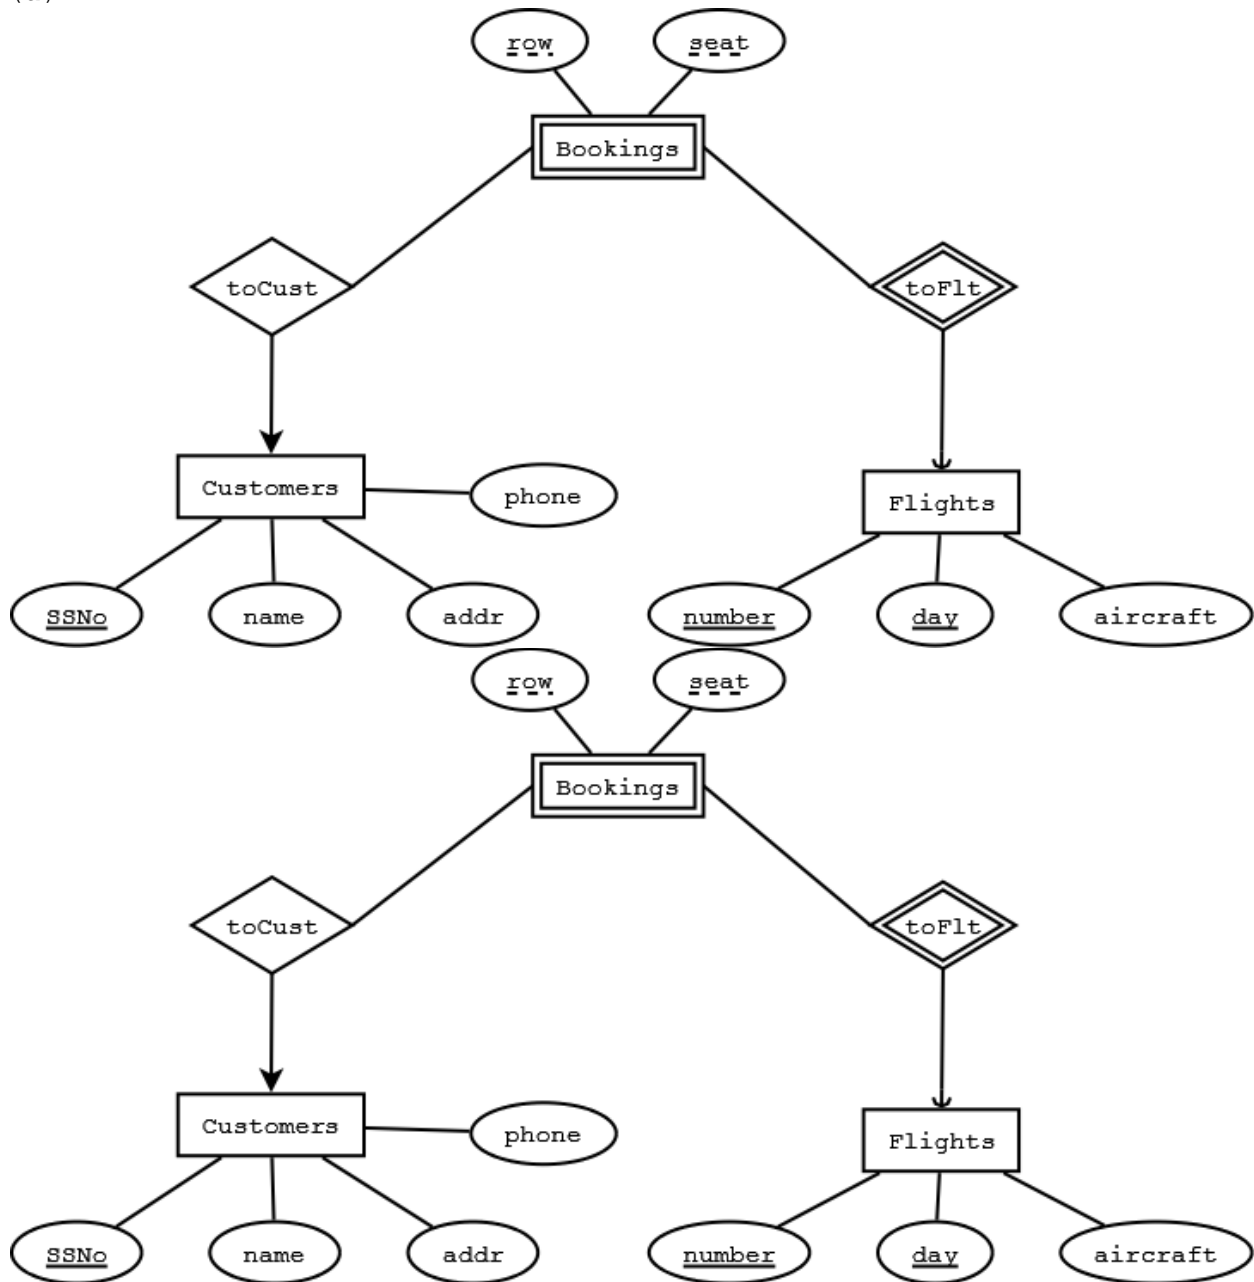 row seat
Bookings
toCust toFlt
Customers phone Flights
SSNo name addr number day aircraft
row seat
Bookings
toCust toFlt
Customers phone Flights
SSNo name addr number day aircraft